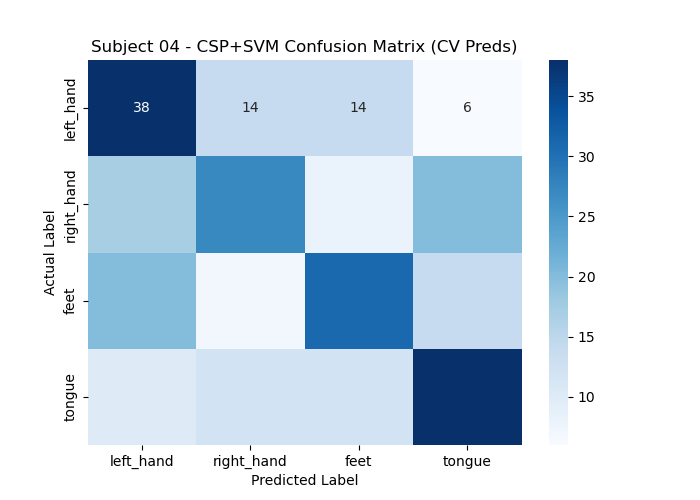 Subject 04 - CSP+SVM Confusion Matrix (CV Preds)
left_hand 38 14 14 6
right_hand
feet
tongue
Actual Label
left_hand right_hand feet tongue
Predicted Label
35
30
25
20
15
10